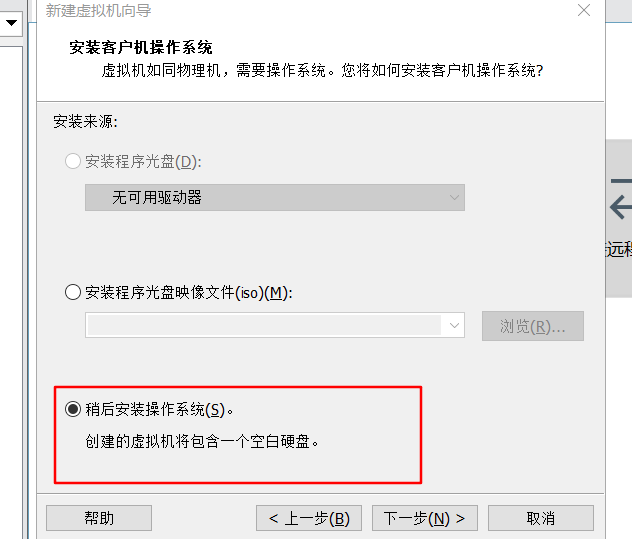 新建虚拟机向导
安装客户机操作系统
虚拟机如同物理机，需要操作系统。您将如何安装客户机操作系统?
安装来源:
安装程序光盘(D):
无可用驱动器
安装程序光盘映像文件(iso)(M):
浏览(R)...
远程
稍后安装操作系统(S)。
创建的虚拟机将包含一个空白硬盘。
帮助
< 上一步(B)
下一步(N) >
取消